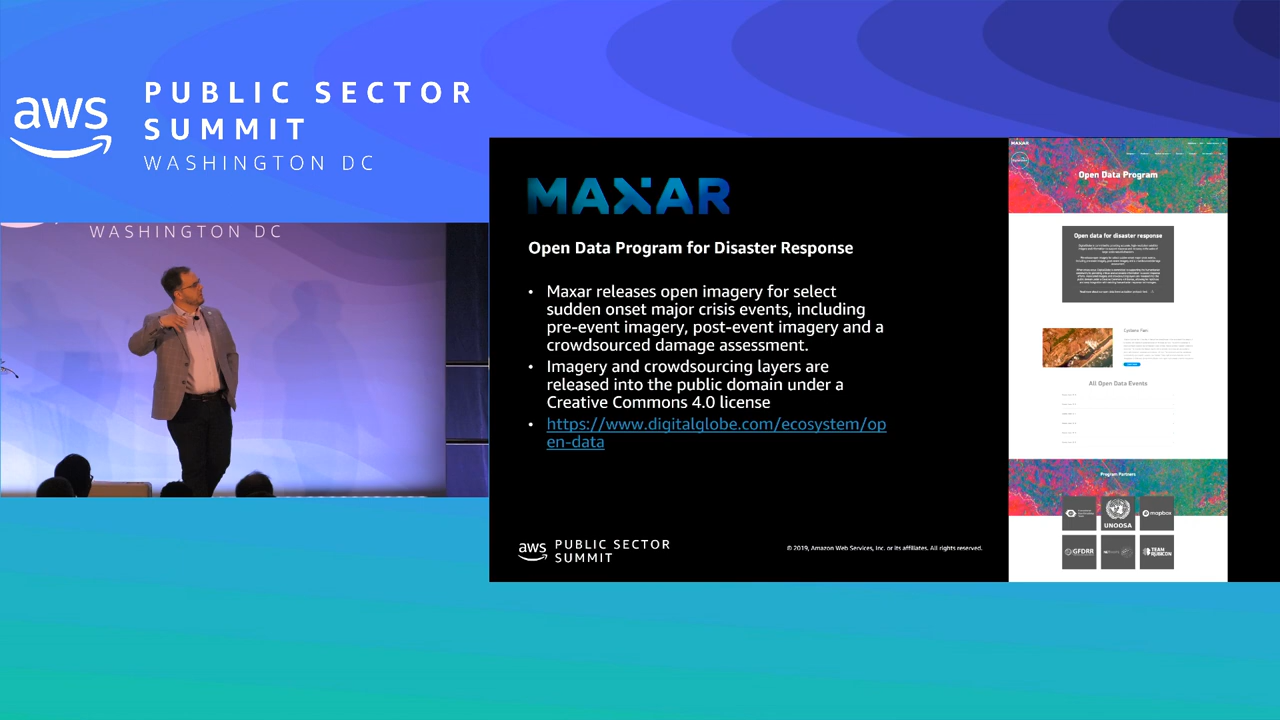 aws
PUBLIC SECTOR
SUMMIT
WASHINGTON DC
WASHINGTON DC
MAXAR
Open Data Program for Disaster Response
• Maxar releases open imagery for select
sudden onset major crisis events, including
pre-event imagery, post-event imagery and a
crowdsourced damage assessment.
• Imagery and crowdsourcing layers are
released into the public domain under a
Creative Commons 4.0 license
• https://www.digitalglobe.com/ecosystem/op
en-data
aws
PUBLIC SECTOR
SUMMIT
© 2019, Amazon Web Services, Inc. or its affiliates. All rights reserved.
MAXAR
Open Data Program
Open data for disaster response
All Open Data Events
Program Partners
UNOOSA
mapbox
GFDRR
TEAM
RUBICON